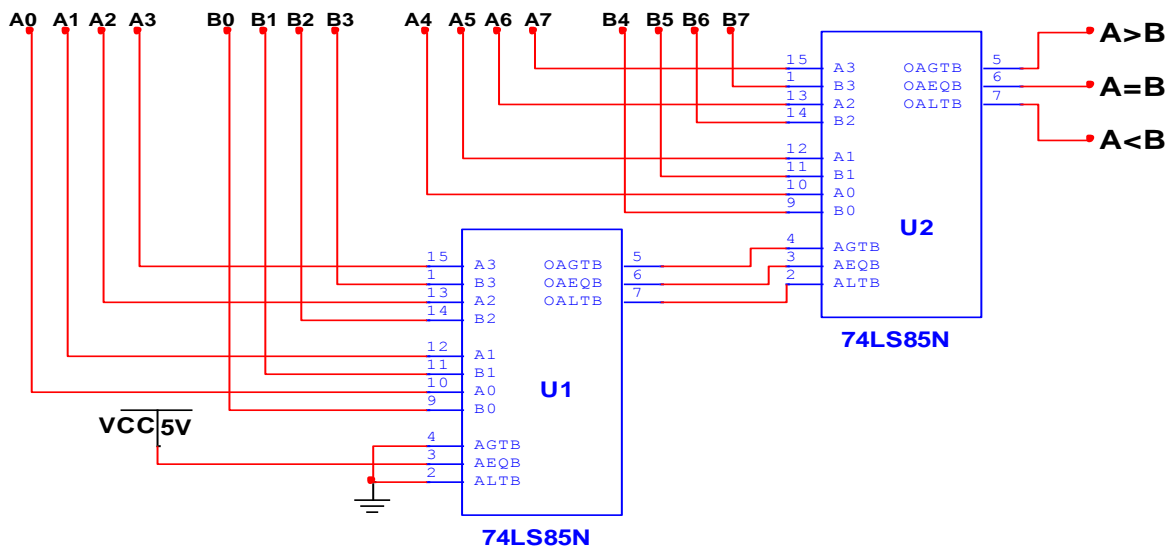 A0 A1 A2 A3 B0 B1 B2 B3 A4 A5 A6 A7 B4 B5 B6 B7
A>B
A=B
A<B
15 A3 OAGTB 5
1 B3 OAEQB 6
13 A2 OALTB 7
14 B2
12 A1
11 B1
10 A0
9 B0
U2
4 AGTB
3 AEQB
2 ALTB
74LS85N
15 A3 OAGTB 5
1 B3 OAEQB 6
13 A2 OALTB 7
14 B2
12 A1
11 B1
10 A0
9 B0
U1
VCC 5V
4 AGTB
3 AEQB
2 ALTB
74LS85N